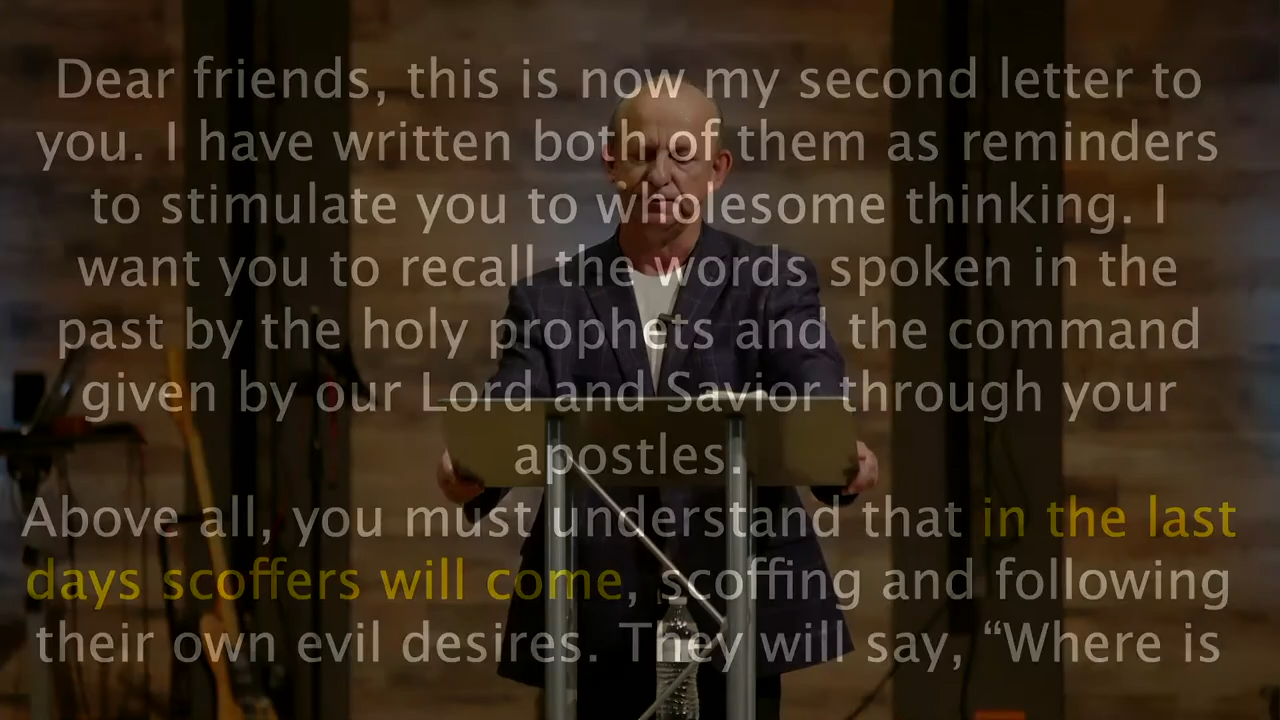 Dear friends, this is now my second letter to
you. I have written both of them as reminders
to stimulate you to wholesome thinking. I
want you to recall the words spoken in the
past by the holy prophets and the command
given by our Lord and Savior through your
apostles.
Above all, you must understand that in the last
days scoffers will come, scoffing and following
their own evil desires. They will say, “Where is